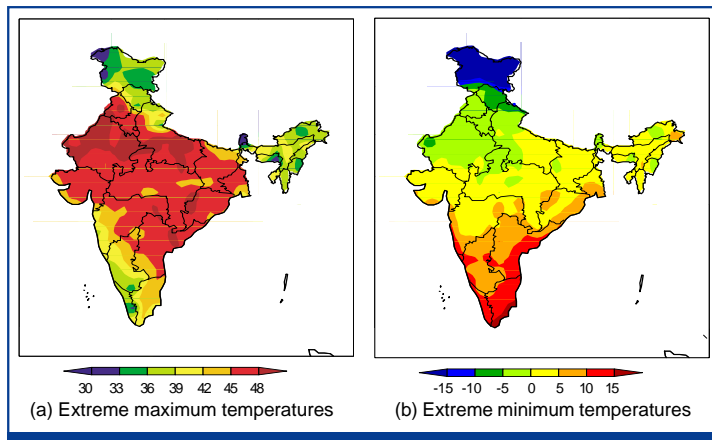 30 33 36 39 42 45 48
(a) Extreme maximum temperatures
-15 -10 -5 0 5 10 15
(b) Extreme minimum temperatures